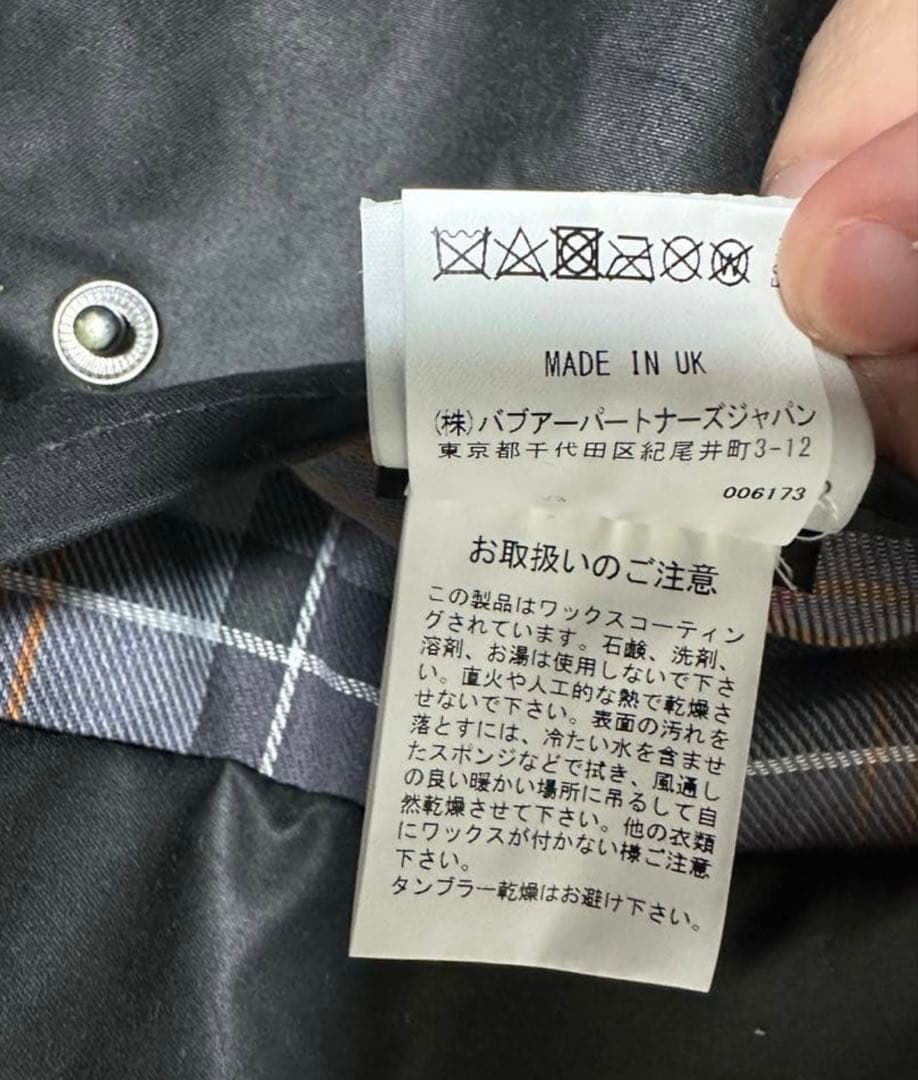 MADE IN UK
(株)バブアーパートナーズジャパン
東京都千代田区紀尾井町3-12
006173
お取扱いのご注意
この製品はワックスコーティン
グされています。石鹸、洗剤、
溶剤、お湯は使用しないで下さ
い。直火や人工的な熱で乾燥さ
せないで下さい。表面の汚れを
落とすには、冷たい水を含ませ
たスポンジなどで拭き、風通し
の良い暖かい場所に吊るして自
然乾燥させて下さい。他の衣類
にワックスが付かない様ご注意
下さい。
タンブラー乾燥はお避け下さい。